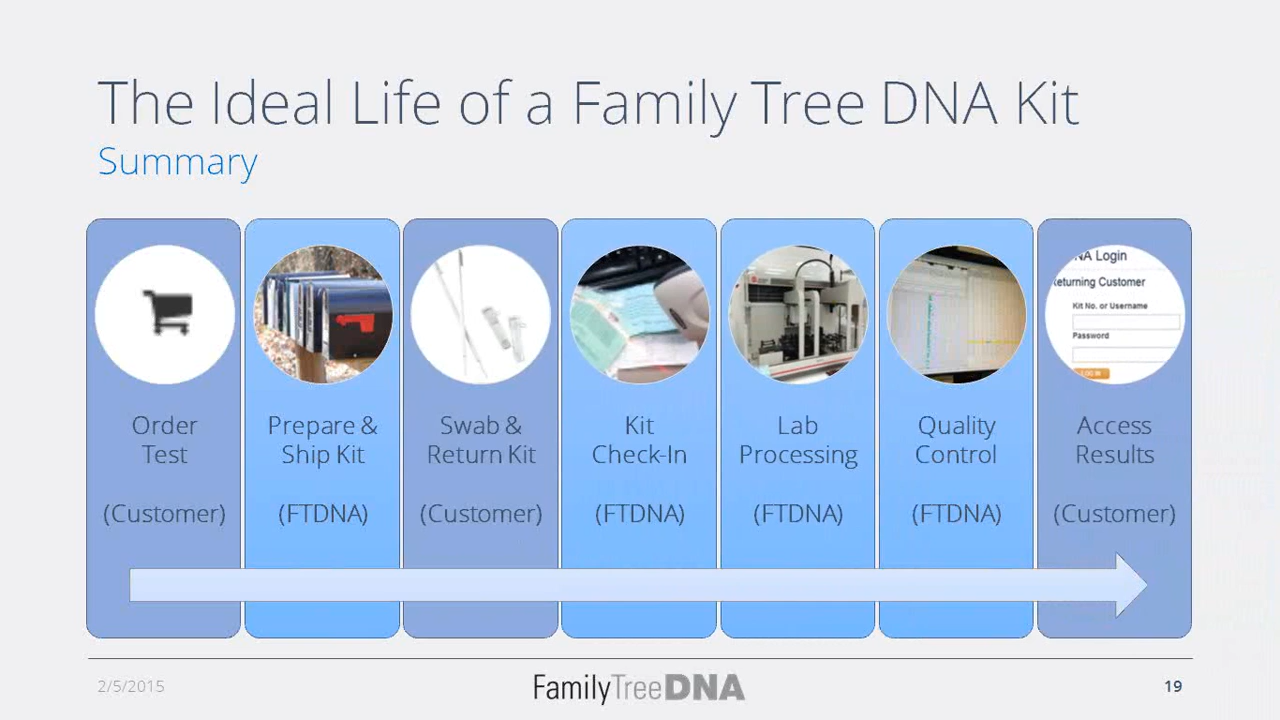 The Ideal Life of a Family Tree DNA Kit
Summary
NA Login
eturning Customer
Kit No. or Username
Password
LOG IN
Order
Test
(Customer)
Prepare &
Ship Kit
(FTDNA)
Swab &
Return Kit
(Customer)
Kit
Check-In
(FTDNA)
Lab
Processing
(FTDNA)
Quality
Control
(FTDNA)
Access
Results
(Customer)
2/5/2015
FamilyTreeDNA
19